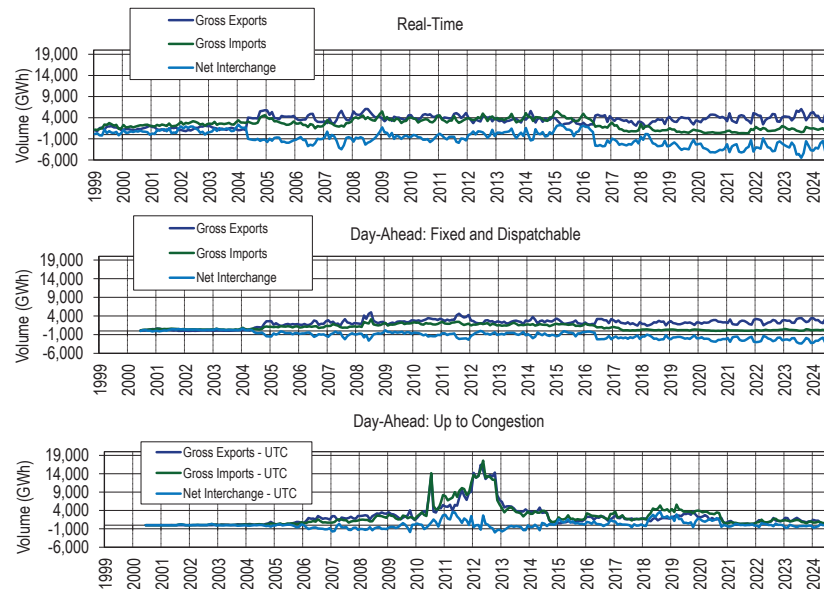 Real-Time
Gross Exports
Gross Imports
Net Interchange
Volume (GWh)
19,000
14,000
9,000
4,000
-1,000
-6,000
1999 2000 2001 2002 2003 2004 2005 2006 2007 2008 2009 2010 2011 2012 2013 2014 2015 2016 2017 2018 2019 2020 2021 2022 2023 2024
Day-Ahead: Fixed and Dispatchable
Gross Exports
Gross Imports
Net Interchange
Volume (GWh)
19,000
14,000
9,000
4,000
-1,000
-6,000
1999 2000 2001 2002 2003 2004 2005 2006 2007 2008 2009 2010 2011 2012 2013 2014 2015 2016 2017 2018 2019 2020 2021 2022 2023 2024
Day-Ahead: Up to Congestion
Gross Exports - UTC
Gross Imports - UTC
Net Interchange - UTC
Volume (GWh)
19,000
14,000
9,000
4,000
-1,000
-6,000
1999 2000 2001 2002 2003 2004 2005 2006 2007 2008 2009 2010 2011 2012 2013 2014 2015 2016 2017 2018 2019 2020 2021 2022 2023 2024